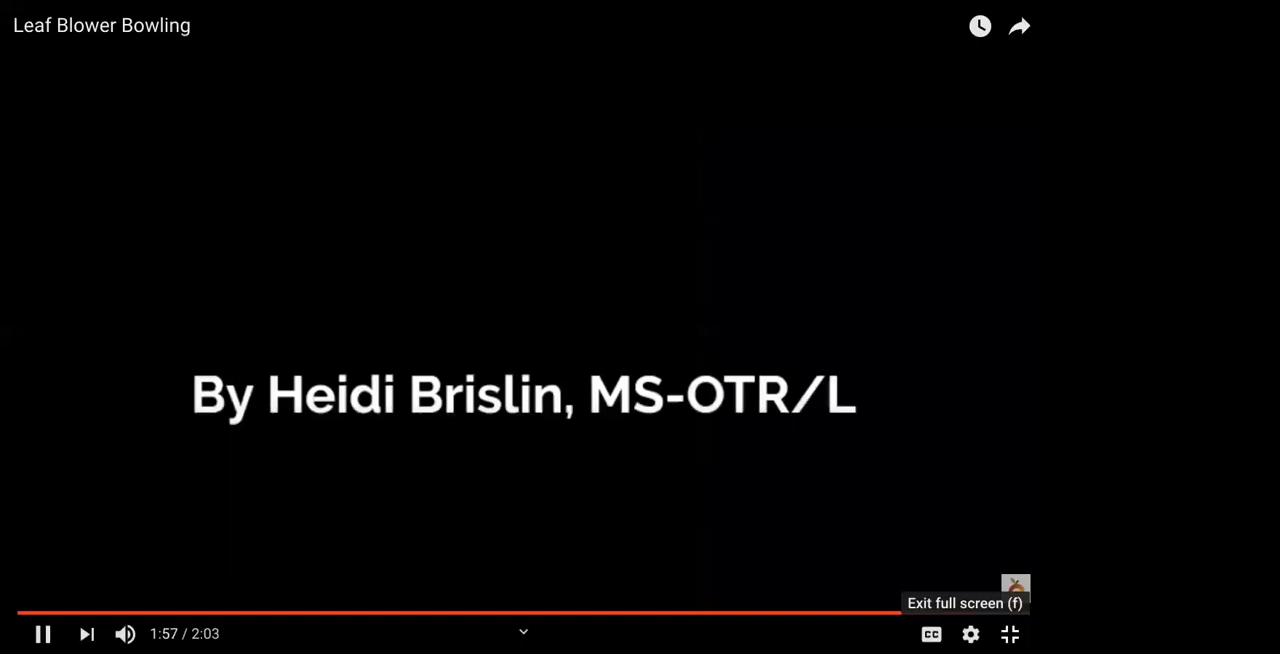 Leaf Blower Bowling
By Heidi Brislin, MS-OTR/L
Exit full screen (f)
1:57 / 2:03
CC